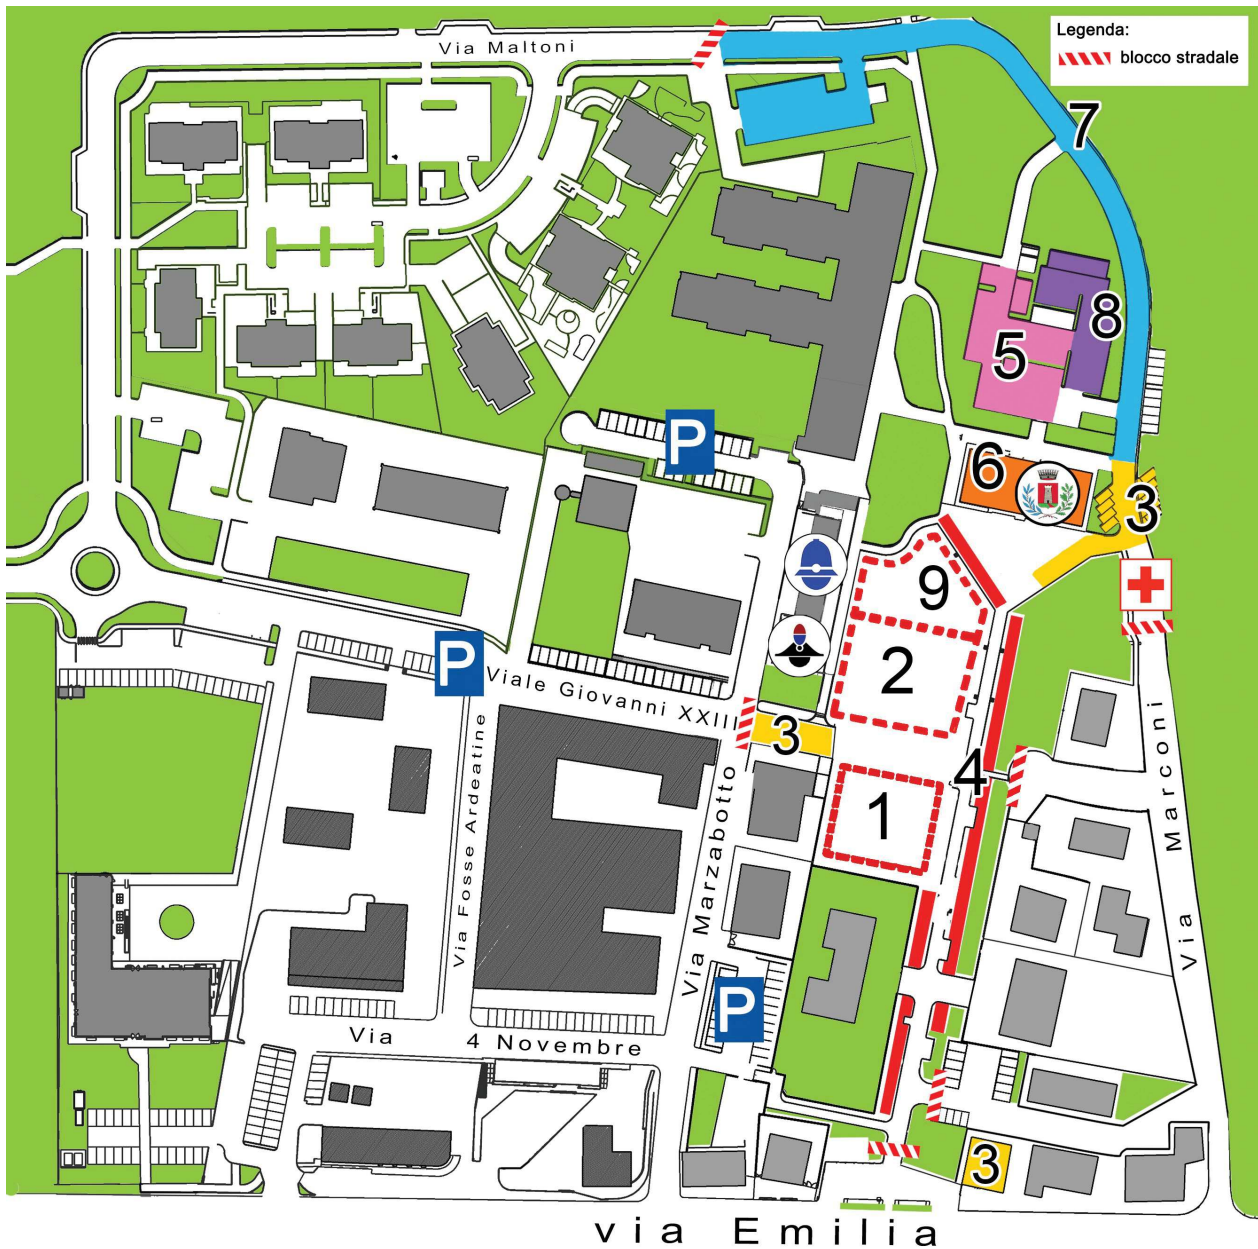 Legenda:
blocco stradale
Via Maltoni
7
8
5
P
6
3
9
2
P
Viale Giovanni XXIII
3
4
1
Via Fosse Ardeatine
Via Marzabotto
Via Marconi
P
Via 4 Novembre
3
via Emilia